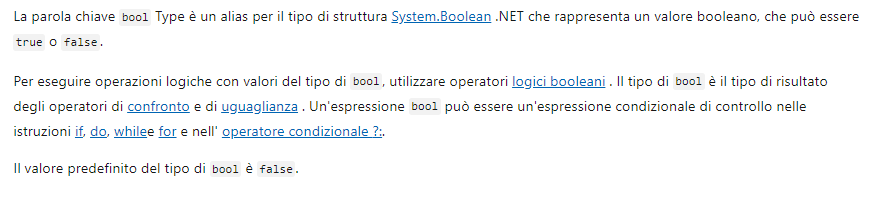 La parola chiave bool Type è un alias per il tipo di struttura System.Boolean .NET che rappresenta un valore booleano, che può essere
true o false.
Per eseguire operazioni logiche con valori del tipo di bool, utilizzare operatori logici booleani . Il tipo di bool è il tipo di risultato
degli operatori di confronto e di uguaglianza . Un'espressione bool può essere un'espressione condizionale di controllo nelle
istruzioni if, do, whilee for e nell' operatore condizionale ?:.
Il valore predefinito del tipo di bool è false.